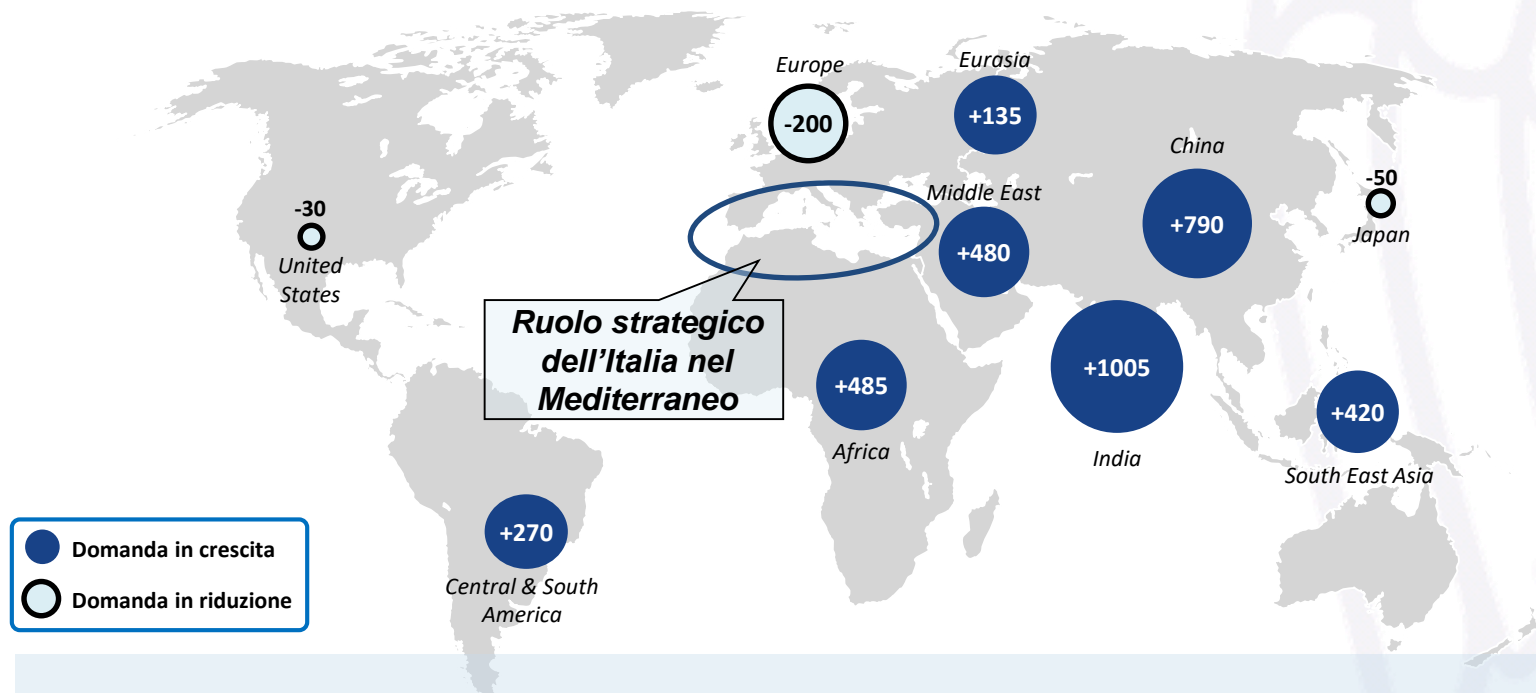 Europe
-200
Eurasia
+135
China
+790
-50
Japan
Middle East
+480
-30
United
States
Ruolo strategico
dell’Italia nel
Mediterraneo
+485
Africa
+1005
India
+420
South East Asia
+270
Central & South
America
Domanda in crescita
Domanda in riduzione